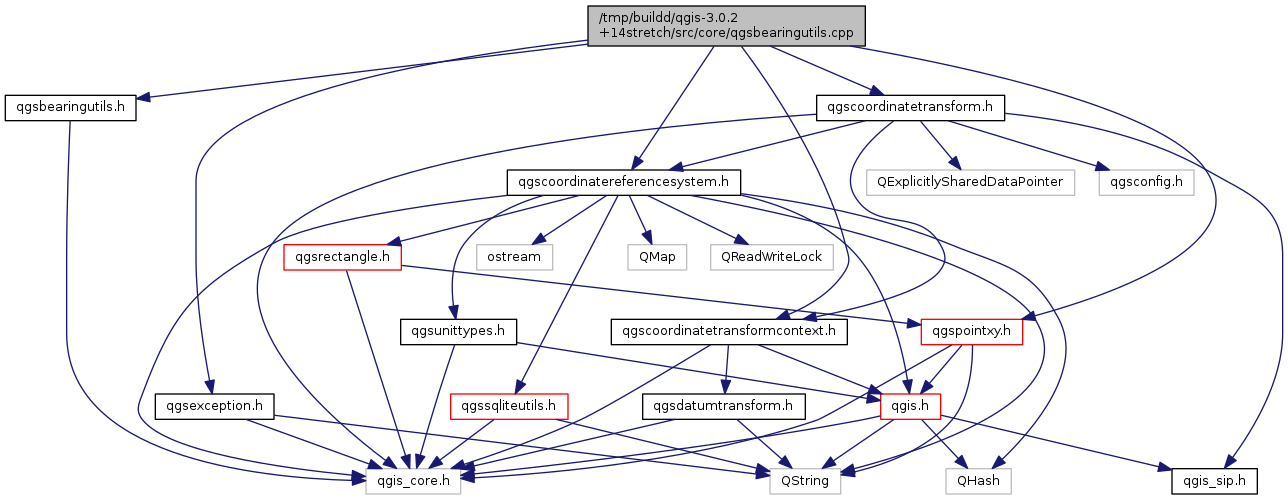 /tmp/buildd/qgis-3.0.2
+14stretch/src/core/qgsbearingutils.cpp
qgsbearingutils.h
qgscoordinatetransform.h
qgscoordinatereferencesystem.h
QExplicitlySharedDataPointer
qgsconfig.h
qgsrectangle.h
ostream
QMap
QReadWriteLock
qgsunittypes.h
qgscoordinatetransformcontext.h
qgspointxy.h
qgsexception.h
qgssqliteutils.h
qgsdatumtransform.h
qgis.h
qgis_core.h
QString
QHash
qgis_sip.h